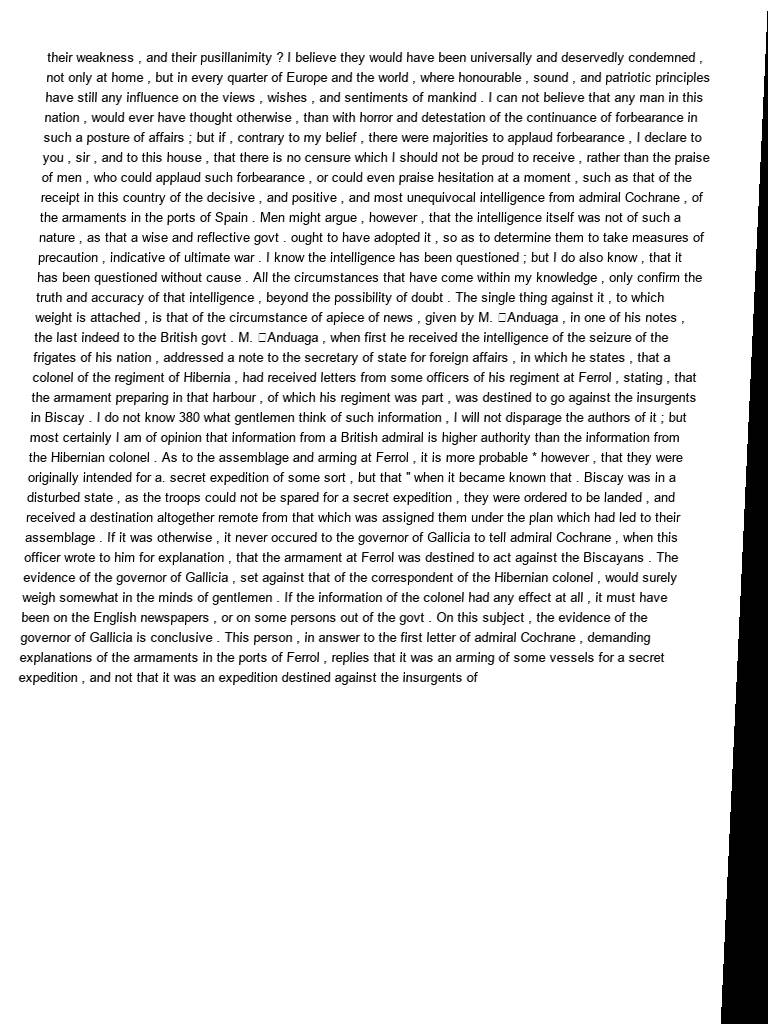 their weakness , and their pusillanimity ? I believe they would have been universally and deservedly condemned ,
not only at home , but in every quarter of Europe and the world , where honourable , sound , and patriotic principles
have still any influence on the views , wishes , and sentiments of mankind . I can not believe that any man in this
nation , would ever have thought otherwise , than with horror and detestation of the continuance of forbearance in
such a posture of affairs ; but if , contrary to my belief , there were majorities to applaud forbearance , I declare to
you , sir , and to this house , that there is no censure which I should not be proud to receive , rather than the praise
of men , who could applaud such forbearance , or could even praise hesitation at a moment , such as that of the
receipt in this country of the decisive , and positive , and most unequivocal intelligence from admiral Cochrane , of
the armaments in the ports of Spain . Men might argue , however , that the intelligence itself was not of such a
nature , as that a wise and reflective govt . ought to have adopted it , so as to determine them to take measures of
precaution , indicative of ultimate war . I know the intelligence has been questioned ; but I do also know , that it
has been questioned without cause . All the circumstances that have come within my knowledge , only confirm the
truth and accuracy of that intelligence , beyond the possibility of doubt . The single thing against it , to which
weight is attached , is that of the circumstance of apiece of news , given by M. □Anduaga , in one of his notes ,
the last indeed to the British govt . M. □Anduaga , when first he received the intelligence of the seizure of the
frigates of his nation , addressed a note to the secretary of state for foreign affairs , in which he states , that a
colonel of the regiment of Hibernia , had received letters from some officers of his regiment at Ferrol , stating , that
the armament preparing in that harbour , of which his regiment was part , was destined to go against the insurgents
in Biscay . I do not know 380 what gentlemen think of such information , I will not disparage the authors of it ; but
most certainly I am of opinion that information from a British admiral is higher authority than the information from
the Hibernian colonel . As to the assemblage and arming at Ferrol , it is more probable * however , that they were
originally intended for a. secret expedition of some sort , but that " when it became known that . Biscay was in a
disturbed state , as the troops could not be spared for a secret expedition , they were ordered to be landed , and
received a destination altogether remote from that which was assigned them under the plan which had led to their
assemblage . If it was otherwise , it never occured to the governor of Gallicia to tell admiral Cochrane , when this
officer wrote to him for explanation , that the armament at Ferrol was destined to act against the Biscayans . The
evidence of the governor of Gallicia , set against that of the correspondent of the Hibernian colonel , would surely
weigh somewhat in the minds of gentlemen . If the information of the colonel had any effect at all , it must have
been on the English newspapers , or on some persons out of the govt . On this subject , the evidence of the
governor of Gallicia is conclusive . This person , in answer to the first letter of admiral Cochrane , demanding
explanations of the armaments in the ports of Ferrol , replies that it was an arming of some vessels for a secret
expedition , and not that it was an expedition destined against the insurgents of